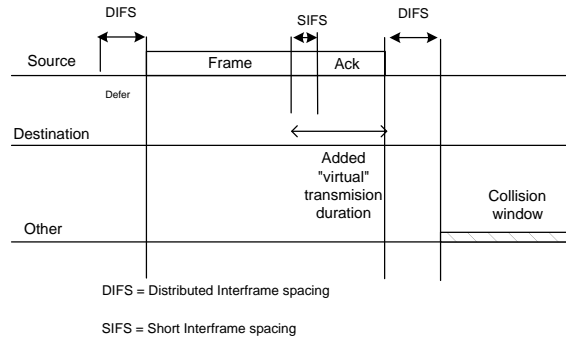 DIFS
SIFS
DIFS
Source
Frame
Ack
Defer
Destination
Added
"virtual"
transmision
duration
Collision
window
Other
DIFS = Distributed Interframe spacing
SIFS = Short Interframe spacing